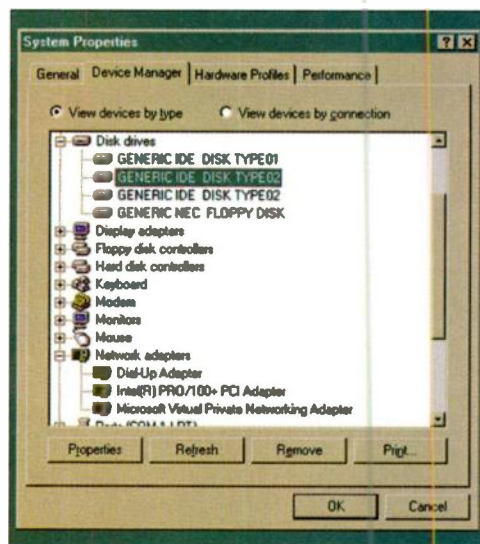 System Properties
General Device Manager Hardware Profiles Performance
View devices by type View devices by connection
Disk drives
GENERIC IDE DISK TYPE01
GENERIC IDE DISK TYPE02
GENERIC IDE DISK TYPE02
GENERIC NEC FLOPPY DISK
Display adapters
Floppy disk controllers
Hard disk controllers
Keyboard
Modem
Monitors
Mouse
Network adapters
Dial-Up Adapter
Intel(R) PRO/100+ PCI Adapter
Microsoft Virtual Private Networking Adapter
Ports (COM & LPT)
Properties Refresh Remove Print...
OK Cancel